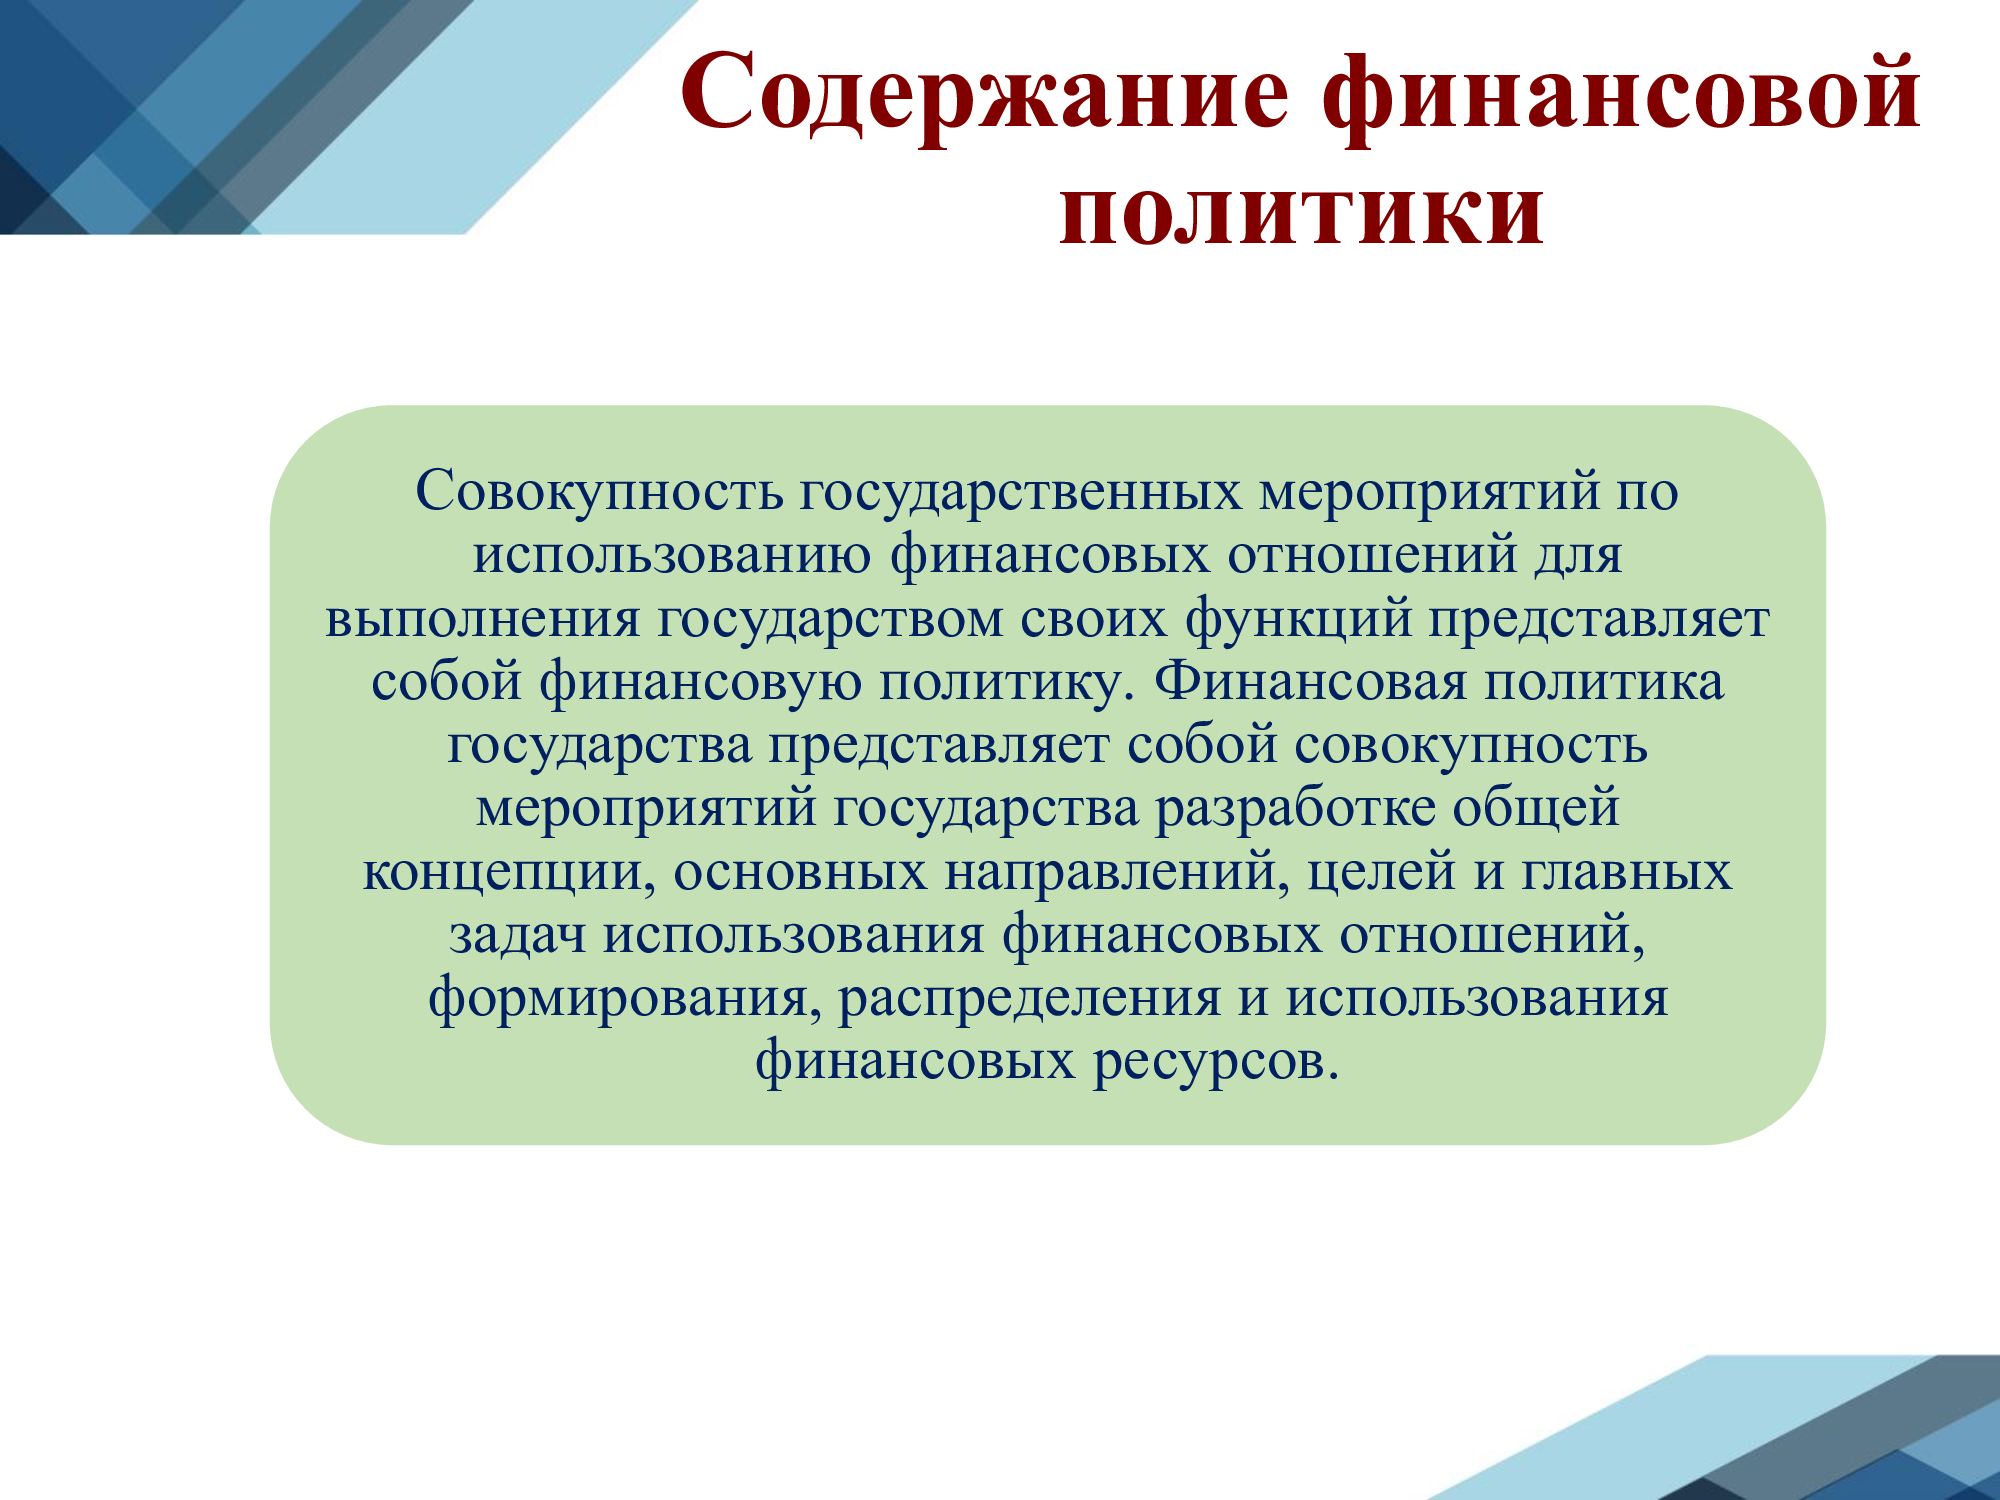 Содержание финансовой
политики
Совокупность государственных мероприятий по
использованию финансовых отношений для
выполнения государством своих функций представляет
собой финансовую политику. Финансовая политика
государства представляет собой совокупность
мероприятий государства разработке общей
концепции, основных направлений, целей и главных
задач использования финансовых отношений,
формирования, распределения и использования
финансовых ресурсов.